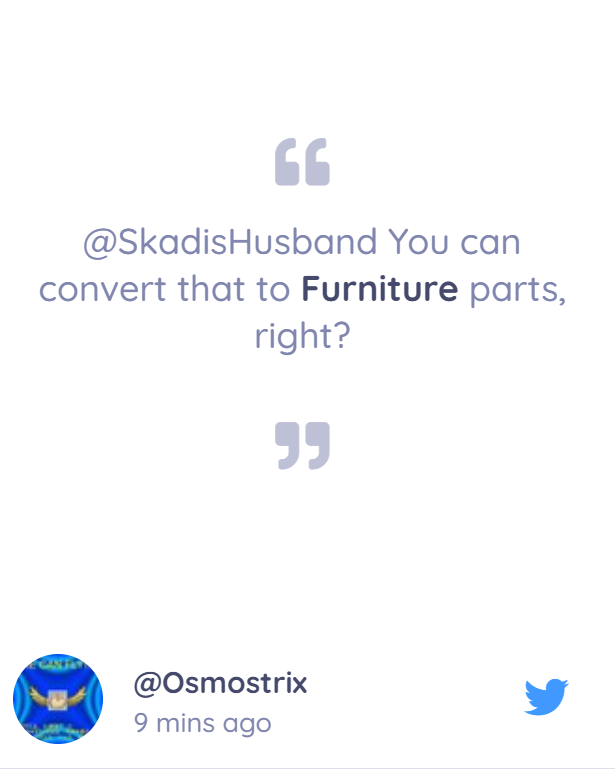 @SkadisHusband You can
convert that to Furniture parts,
right?
@Osmostrix
9 mins ago